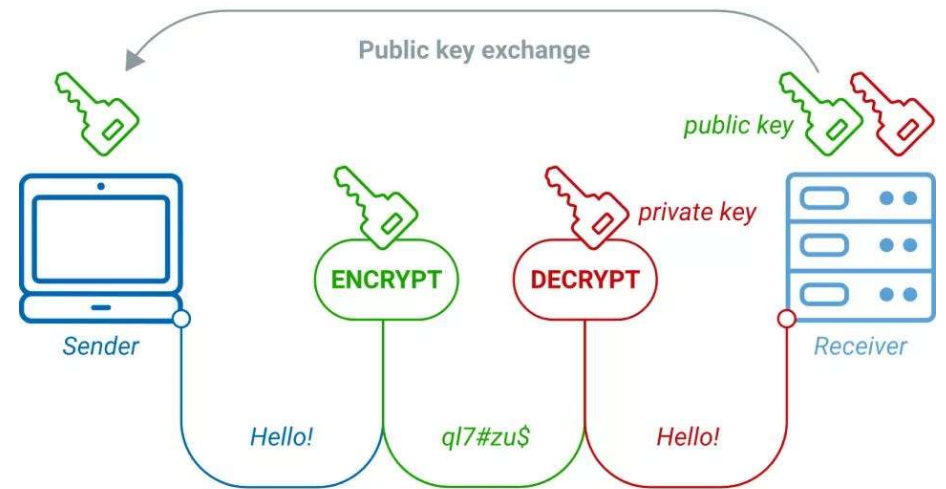 Public key exchange
public key
private key
ENCRYPT
DECRYPT
Sender
Receiver
Hello!
ql7#zu$
Hello!